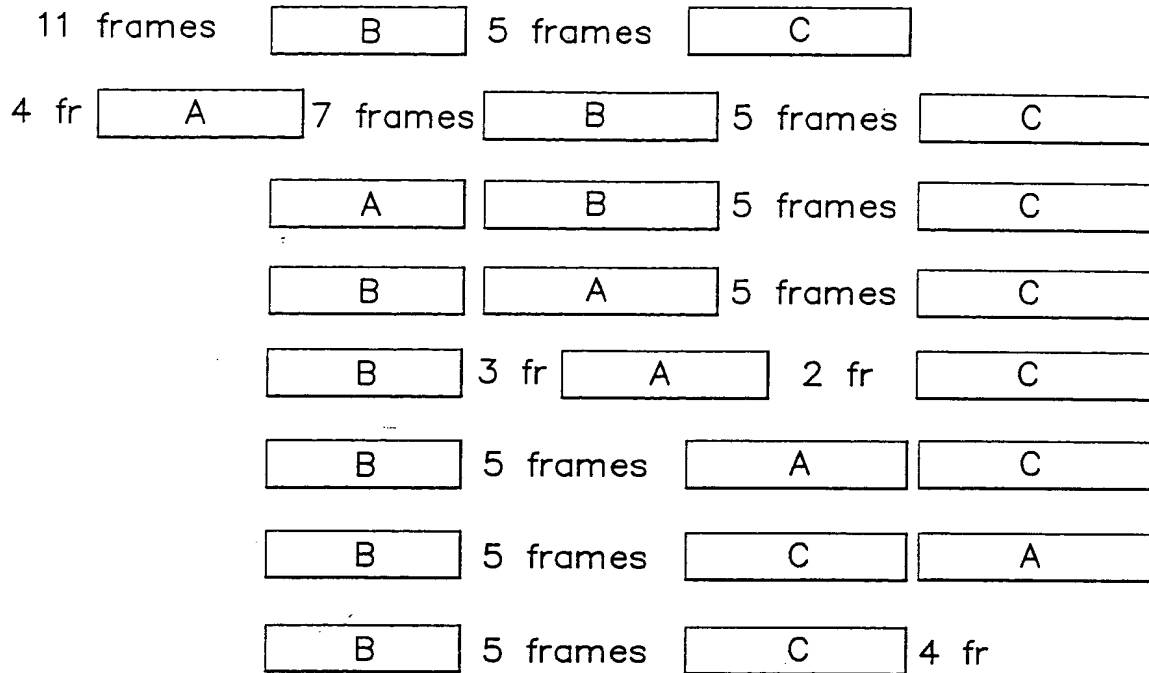 11 frames B 5 frames C
4 fr A 7 frames B 5 frames C
A B 5 frames C
B A 5 frames C
B 3 fr A 2 fr C
B 5 frames A C
B 5 frames C A
B 5 frames C 4 fr